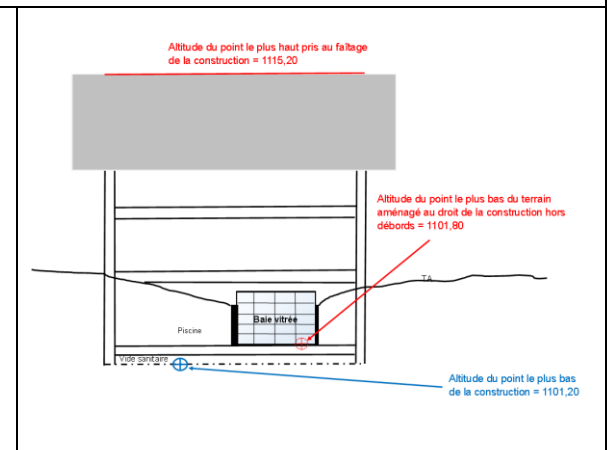 Altitude du point le plus haut pris au faîtage
de la construction = 1115,20
Altitude du point le plus bas du terrain
aménagé au droit de la construction hors
débords = 1101,80
TA
Baie vitrée
Piscine
Vide sanitaire
Altitude du point le plus bas
de la construction = 1101,20